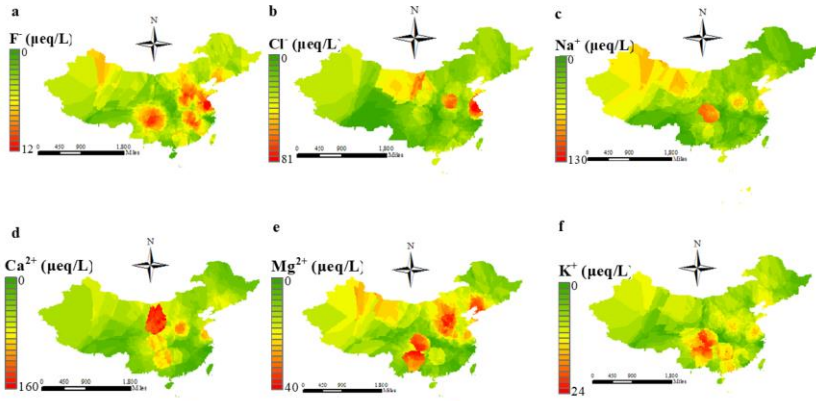 a
F⁻ (μeq/L)
0
12
N
0 450 900 1,800
Miles
b
Cl⁻ (μeq/L)
0
81
N
0 450 900 1,800
Miles
c
Na⁺ (μeq/L)
0
130
N
0 450 900 1,800
Miles
d
Ca²⁺ (μeq/L)
0
160
N
0 450 900 1,800
Miles
e
Mg²⁺ (μeq/L)
0
40
N
0 450 900 1,800
Miles
f
K⁺ (μeq/L)
0
24
N
0 450 900 1,800
Miles